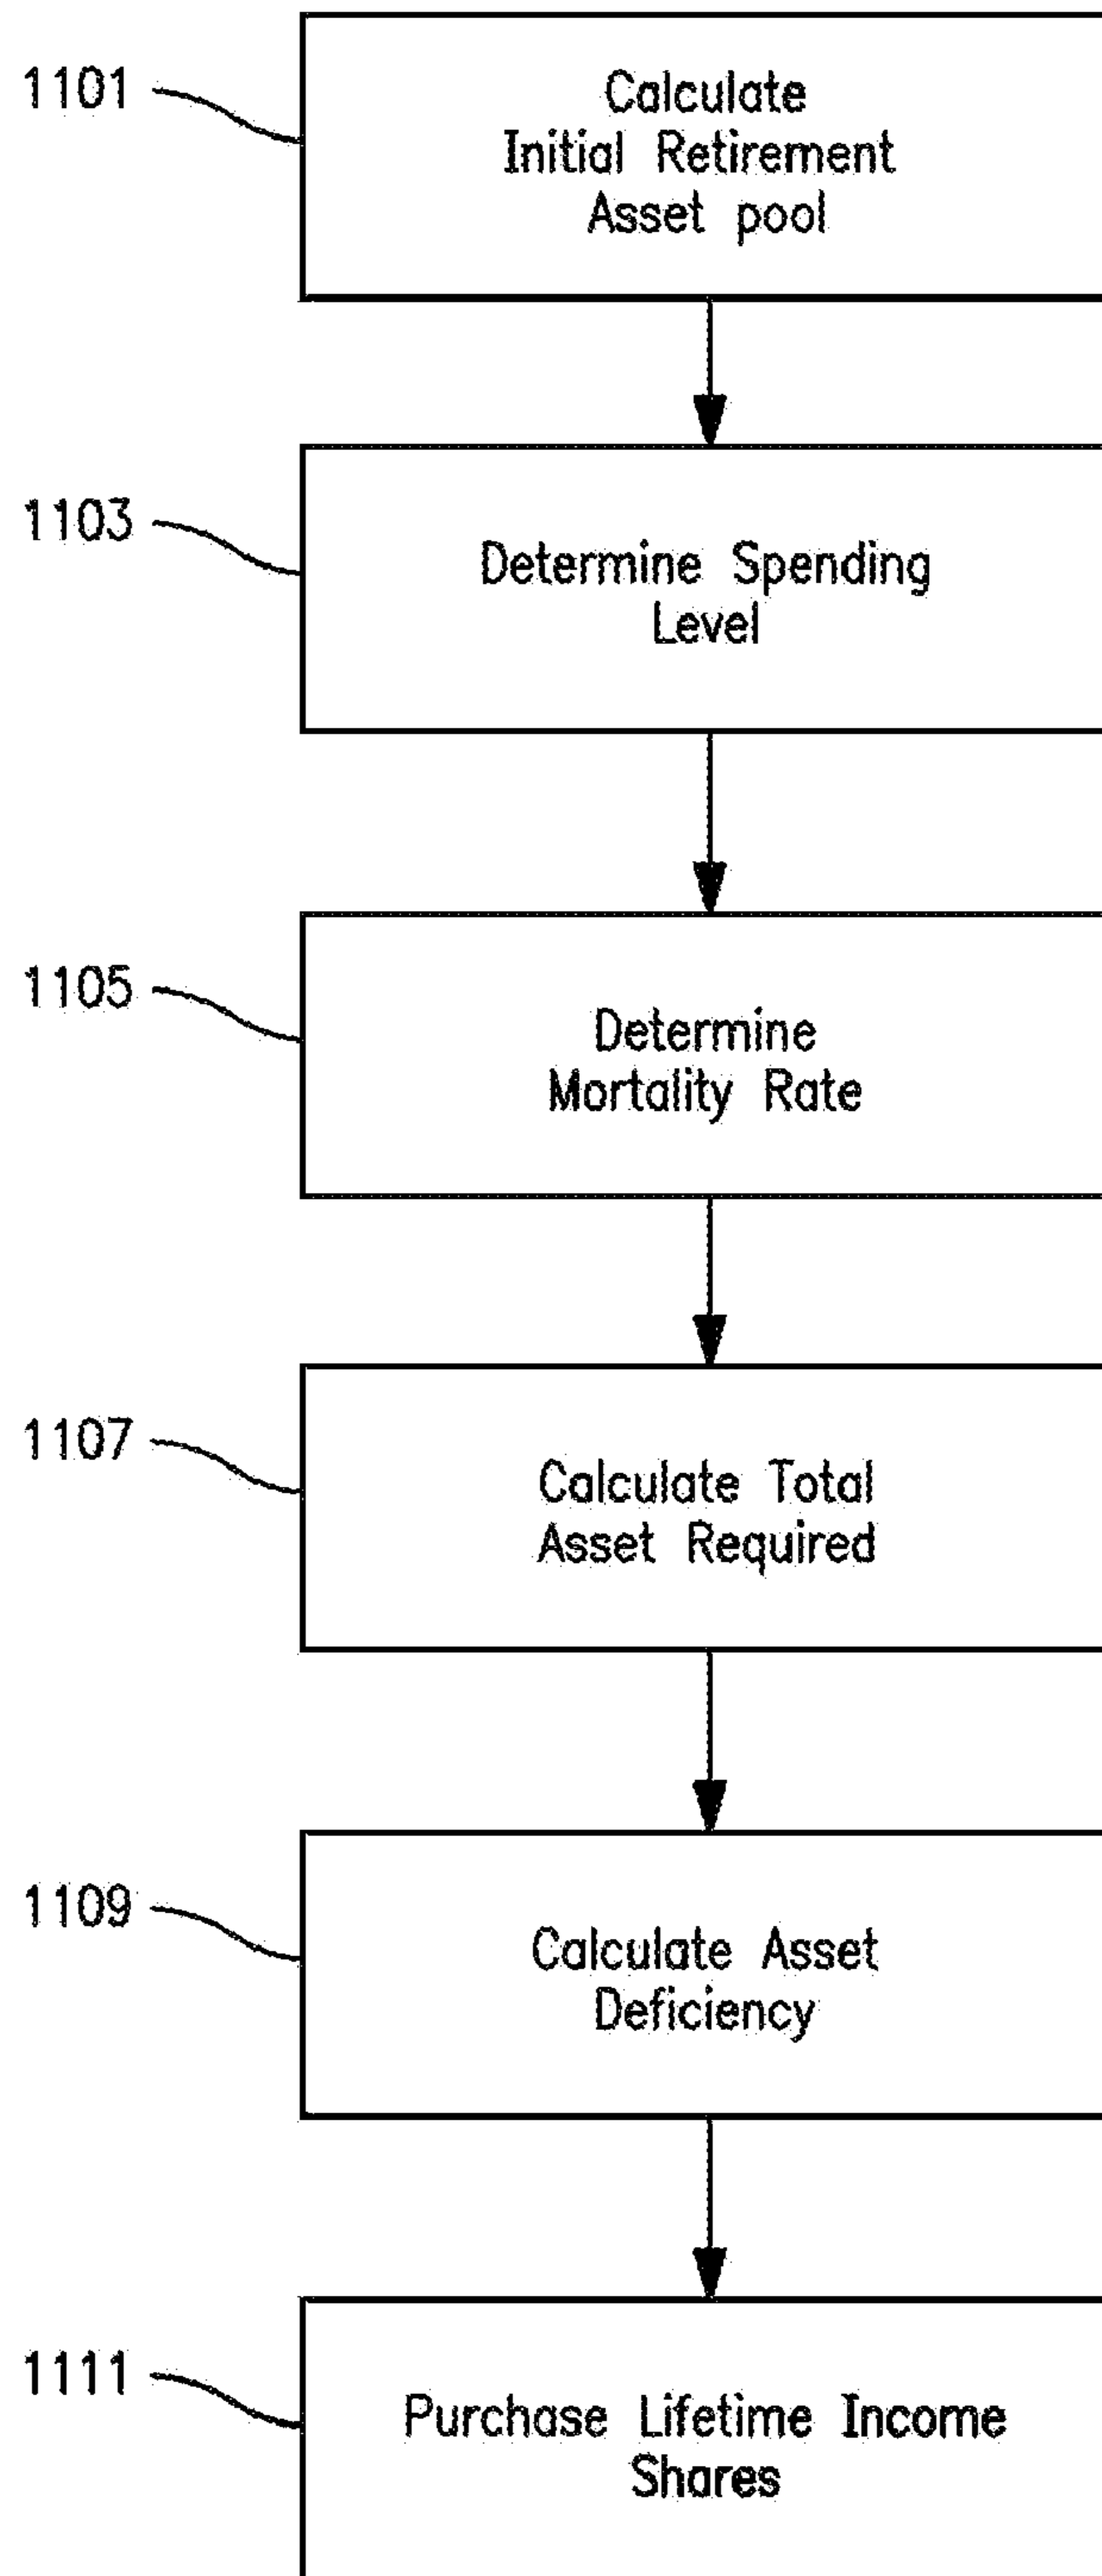 1101
Calculate
Initial Retirement
Asset pool
1103
Determine Spending
Level
1105
Determine
Mortality Rate
1107
Calculate Total
Asset Required
1109
Calculate Asset
Deficiency
1111
Purchase Lifetime Income
Shares